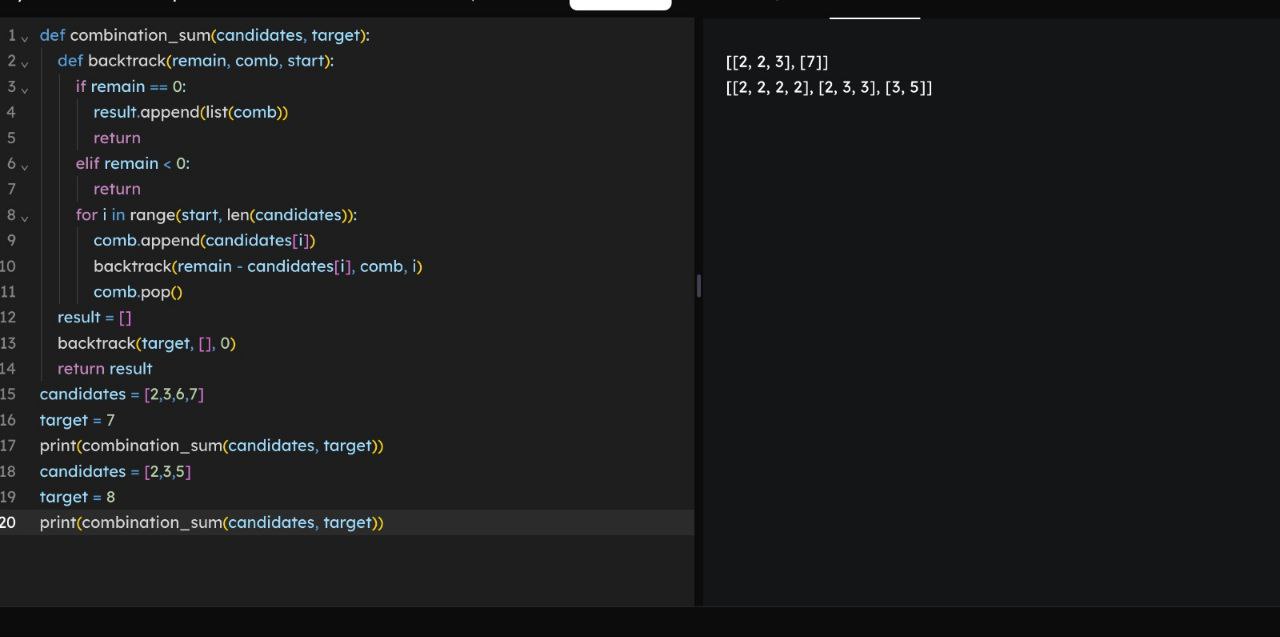 1 def combination_sum(candidates, target):
2 def backtrack(remain, comb, start):
3 if remain == 0:
4 result.append(list(comb))
5 return
6 elif remain < 0:
7 return
8 for i in range(start, len(candidates)):
9 comb.append(candidates[i])
10 backtrack(remain - candidates[i], comb, i)
11 comb.pop()
12 result = []
13 backtrack(target, [], 0)
14 return result
15 candidates = [2,3,6,7]
16 target = 7
17 print(combination_sum(candidates, target))
18 candidates = [2,3,5]
19 target = 8
20 print(combination_sum(candidates, target))
[[2, 2, 3], [7]]
[[2, 2, 2, 2], [2, 3, 3], [3, 5]]